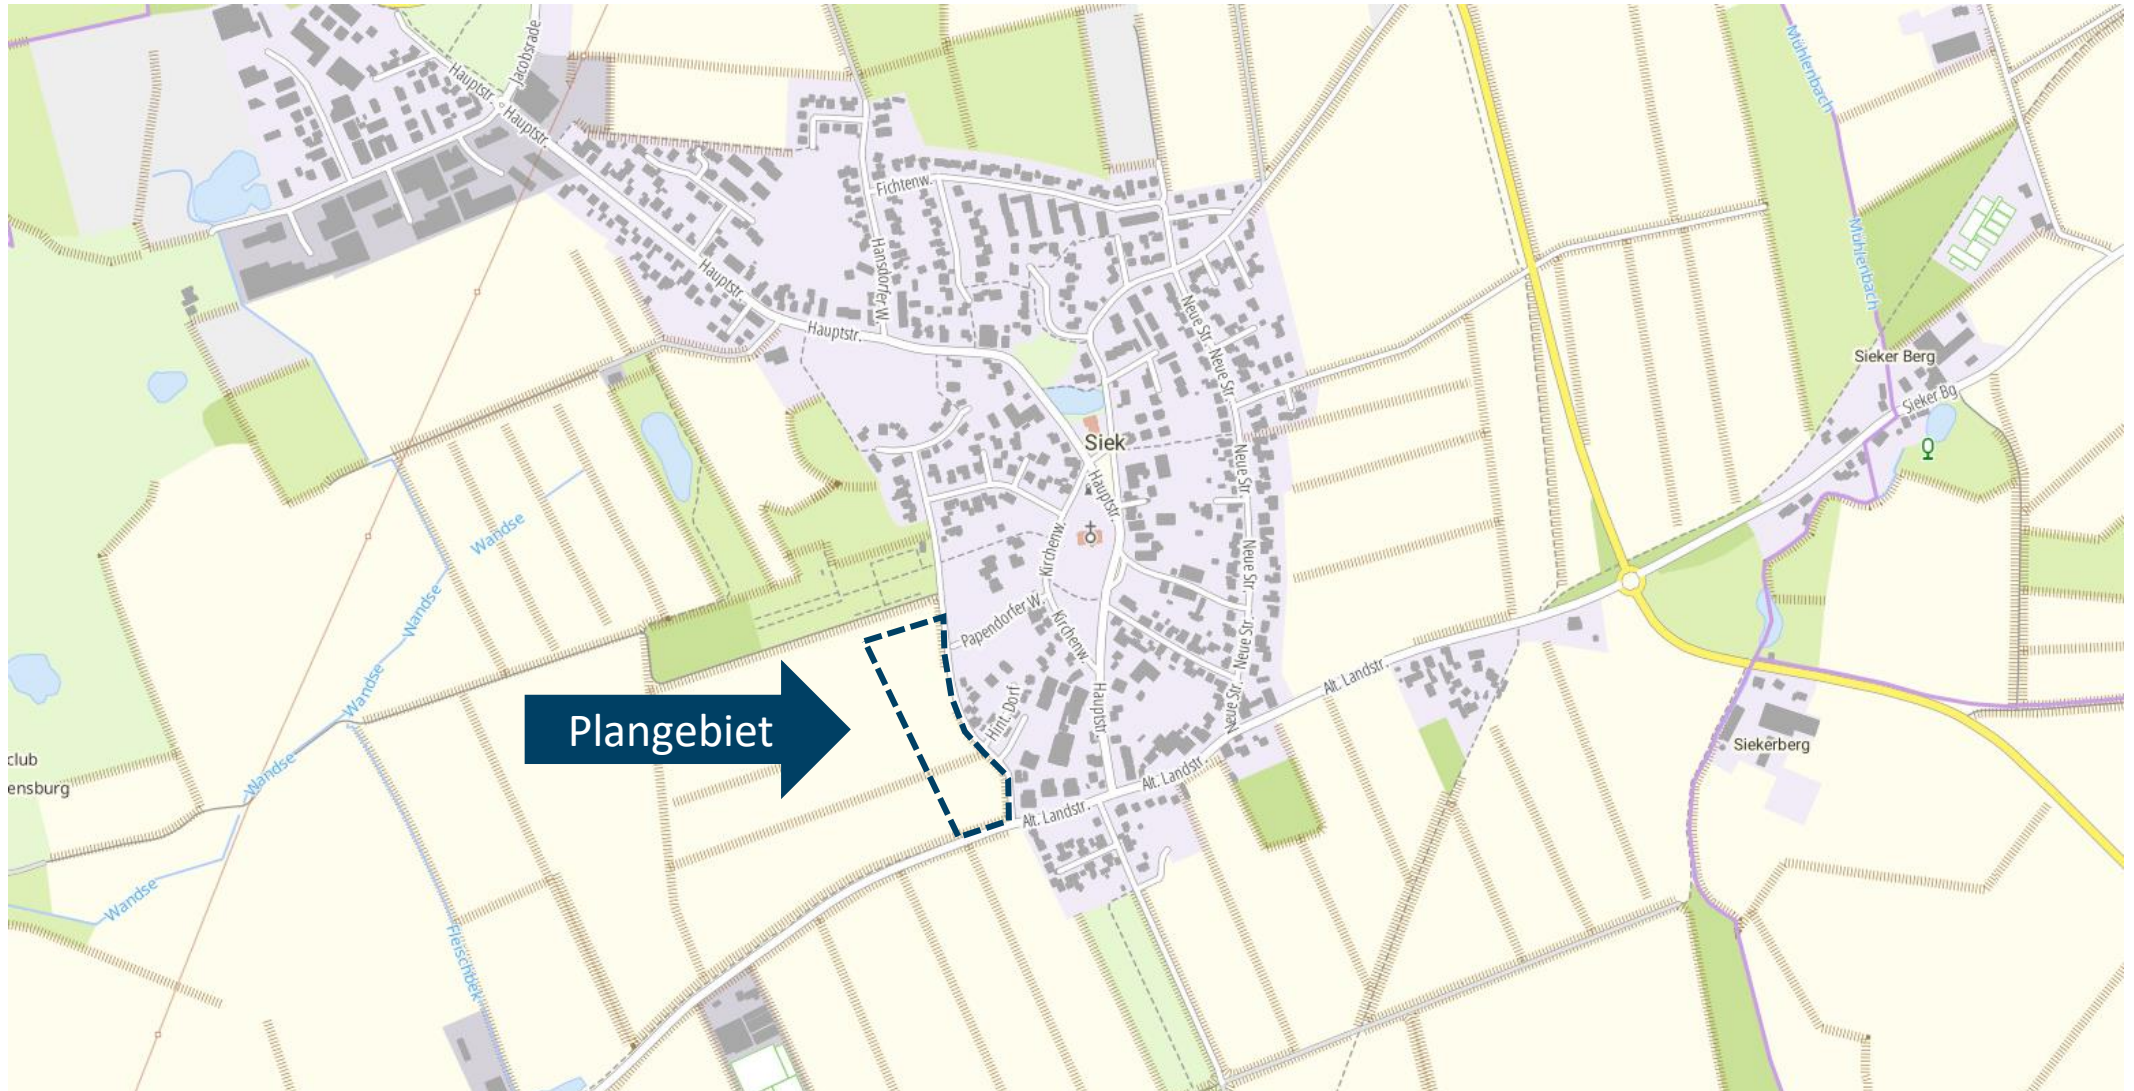 Jacobsrade
Hauptstr.
Hauptstr.
Mühlenbach
Fichtenw.
Hansdorfer W.
Mühlenbach
Hauptstr.
Hauptstr.
Neue Str.
Neue Str.
Sieker Berg
Sieker Bg
Siek
Neue Str.
Hauptstr.
Wandse
Kirchenw.
Neue Str.
Wandse
Papendorfer W.
Kirchenw.
Neue Str.
Wandse
Alt. Landstr.
Hint. Dorf
Hauptstr.
Neue Str.
Plangebiet
Siekerberg
club
ensburg
Wandse
Alt. Landstr.
Alt. Landstr.
Wandse
Fleischbek